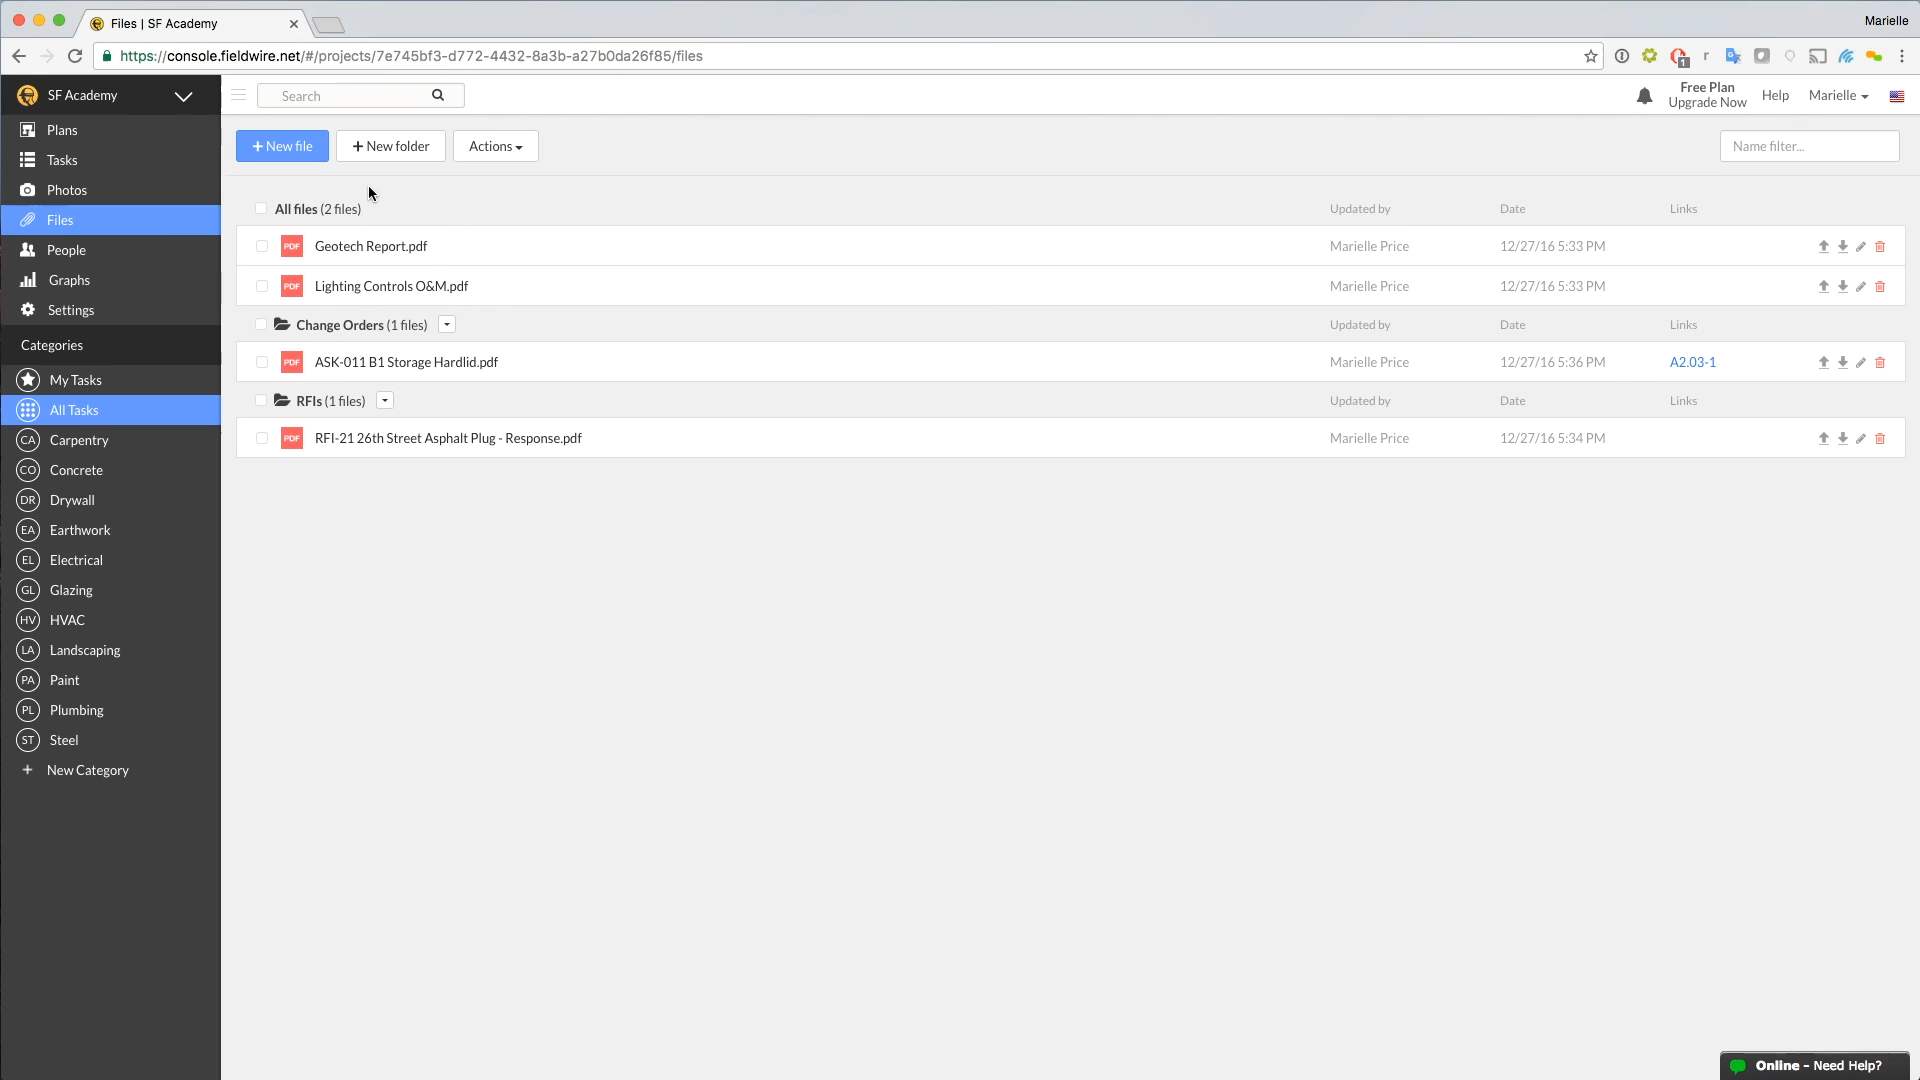 Files | SF Academy
Marielle
https://console.fieldwire.net/#/projects/7e745bf3-d772-4432-8a3b-a27b0da26f85/files
1
r
SF Academy
Search
Free Plan
Upgrade Now
Help
Marielle
Plans
Tasks
Photos
Files
People
Graphs
Settings
Categories
My Tasks
All Tasks
CA Carpentry
CO Concrete
DR Drywall
EA Earthwork
EL Electrical
GL Glazing
HV HVAC
LA Landscaping
PA Paint
PL Plumbing
ST Steel
+ New Category
+ New file
+ New folder
Actions
Name filter...
All files (2 files) Updated by Date Links
PDF Geotech Report.pdf Marielle Price 12/27/16 5:33 PM
PDF Lighting Controls O&M.pdf Marielle Price 12/27/16 5:33 PM
Change Orders (1 files) Updated by Date Links
PDF ASK-011 B1 Storage Hardlid.pdf Marielle Price 12/27/16 5:36 PM A2.03-1
RFIs (1 files) Updated by Date Links
PDF RFI-21 26th Street Asphalt Plug - Response.pdf Marielle Price 12/27/16 5:34 PM
Online - Need Help?